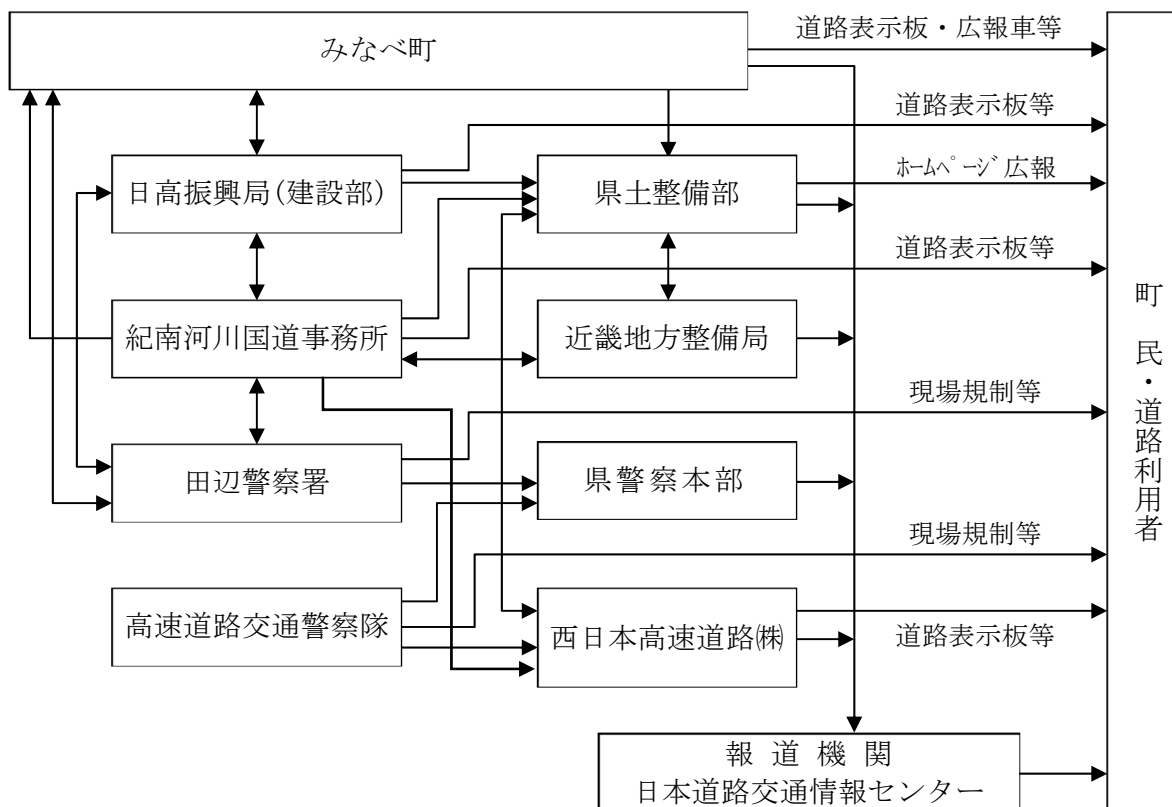 みなべ町
道路表示板・広報車等
道路表示板等
日高振興局(建設部)
県土整備部
ﾎｰﾑﾍﾟｰｼﾞ広報
道路表示板等
紀南河川国道事務所
近畿地方整備局
現場規制等
田辺警察署
県警察本部
現場規制等
高速道路交通警察隊
西日本高速道路㈱
道路表示板等
町民・道路利用者
報道機関
日本道路交通情報センター